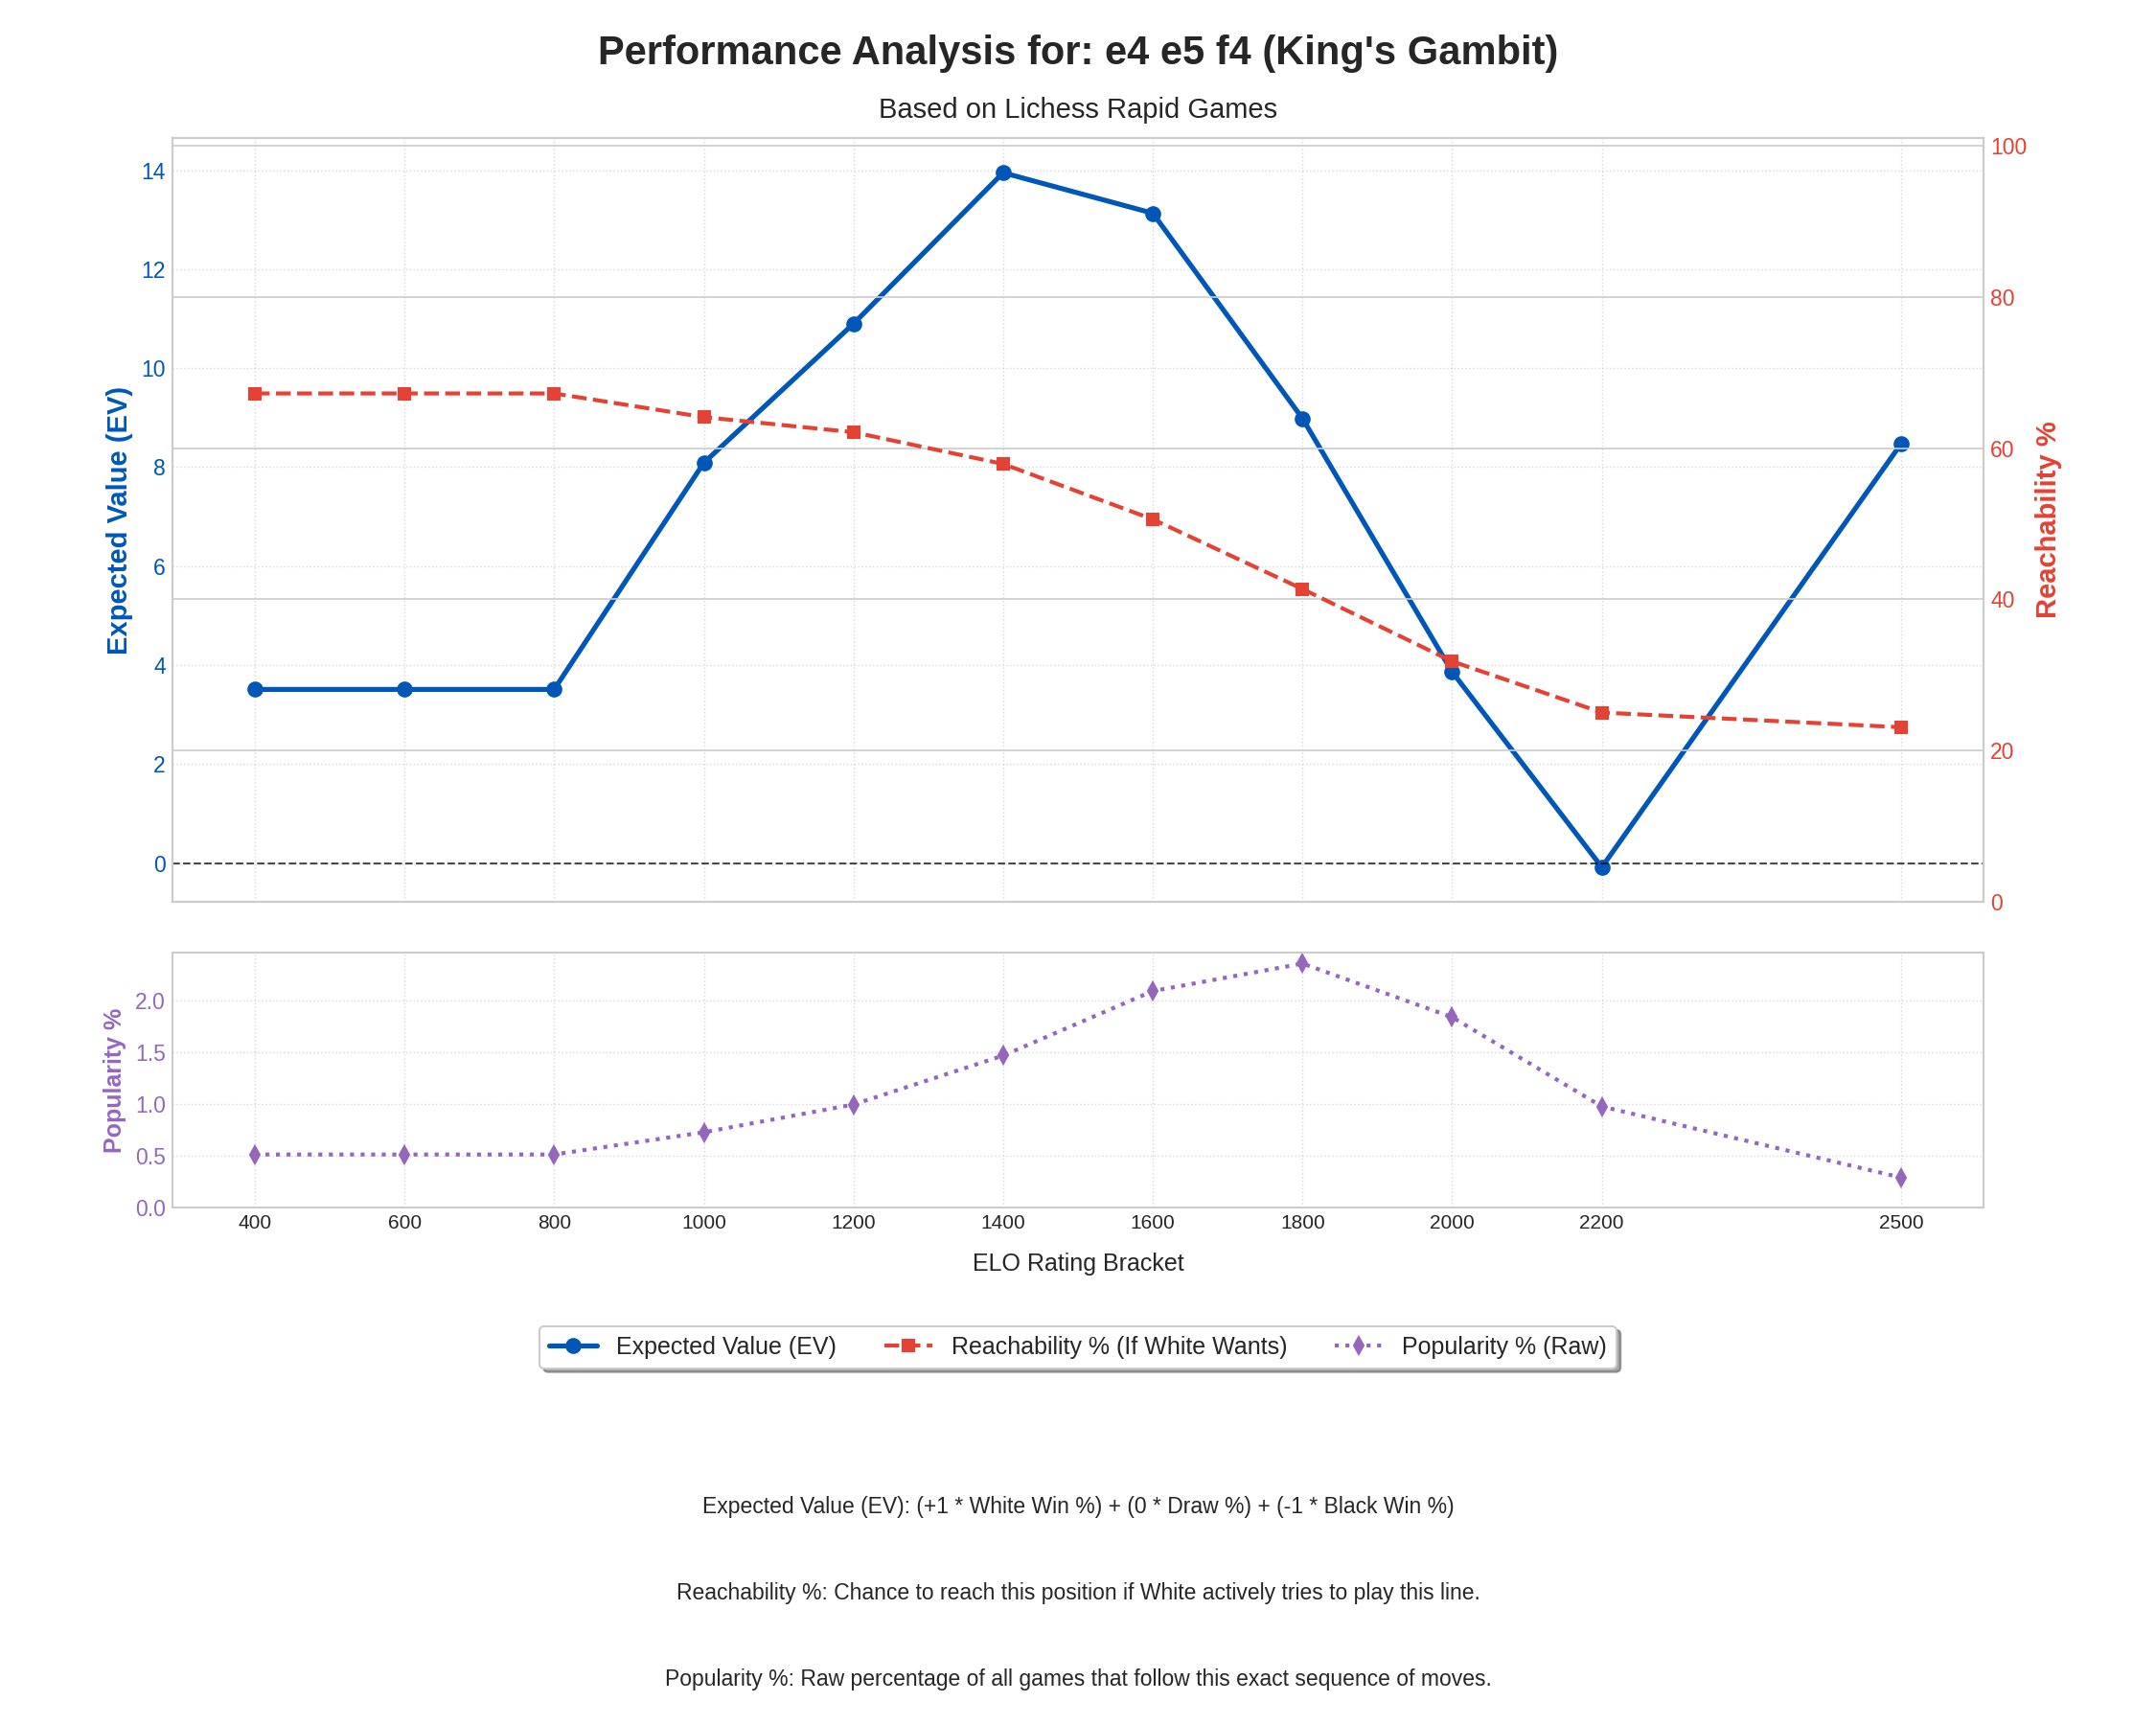 Performance Analysis for: e4 e5 f4 (King's Gambit)
Based on Lichess Rapid Games
Expected Value (EV)
14
12
10
8
6
4
2
0
Reachability %
100
80
60
40
20
0
Popularity %
2.0
1.5
1.0
0.5
0.0
400 600 800 1000 1200 1400 1600 1800 2000 2200 2500
ELO Rating Bracket
Expected Value (EV) Reachability % (If White Wants) Popularity % (Raw)
Expected Value (EV): (+1 * White Win %) + (0 * Draw %) + (-1 * Black Win %)
Reachability %: Chance to reach this position if White actively tries to play this line.
Popularity %: Raw percentage of all games that follow this exact sequence of moves.